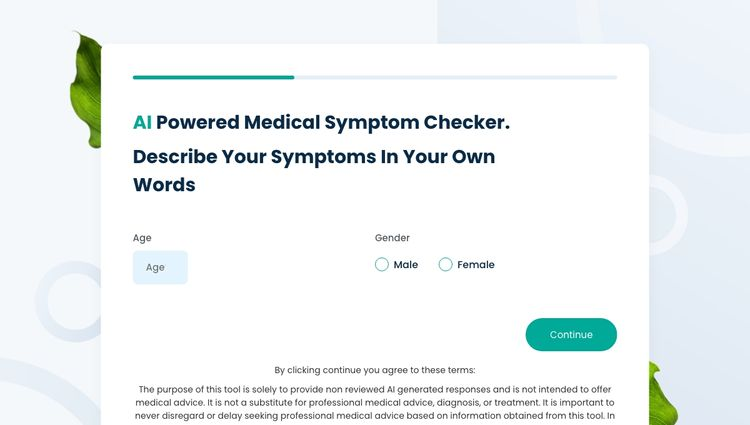 AI Powered Medical Symptom Checker.
Describe Your Symptoms In Your Own
Words
Age
Gender
Age
Male
Female
Continue
By clicking continue you agree to these terms:
The purpose of this tool is solely to provide non reviewed AI generated responses and is not intended to offer
medical advice. It is not a substitute for professional medical advice, diagnosis, or treatment. It is important to
never disregard or delay seeking professional medical advice based on information obtained from this tool. In